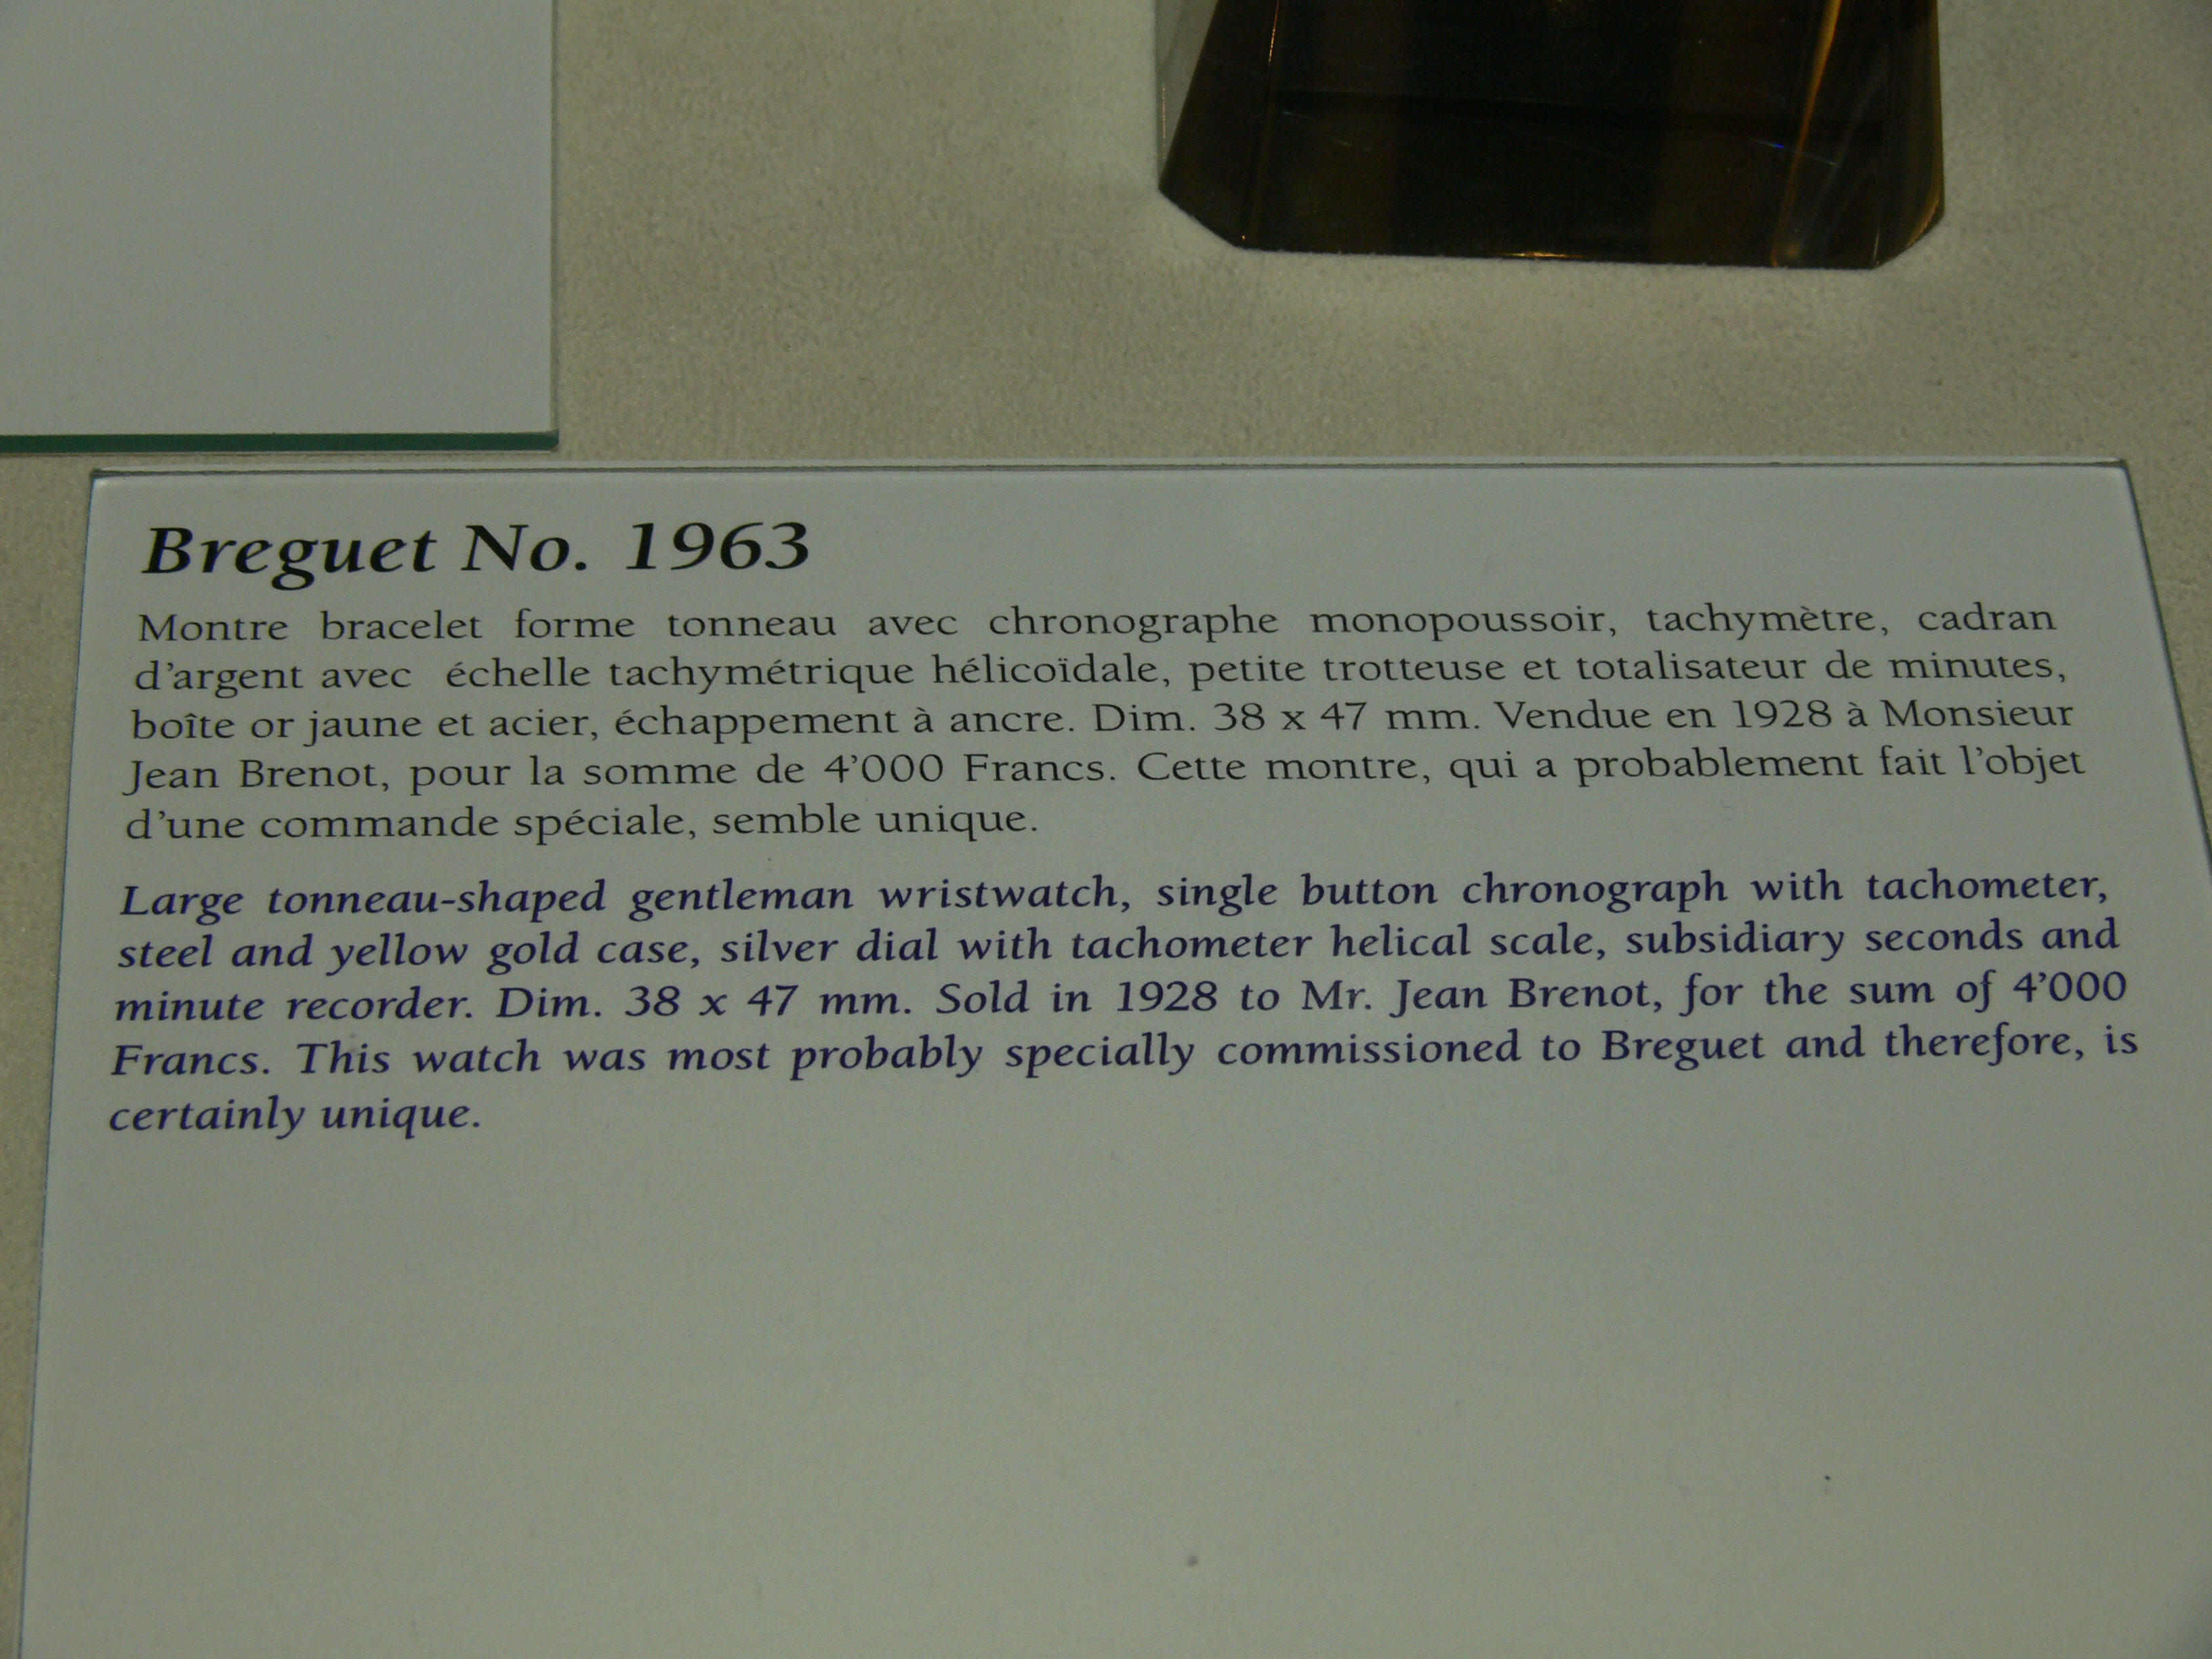 Breguet No. 1963
Montre bracelet forme tonneau avec chronographe monopoussoir, tachymètre, cadran
d'argent avec échelle tachymétrique hélicoïdale, petite trotteuse et totalisateur de minutes,
boîte or jaune et acier, échappement à ancre. Dim. 38 x 47 mm. Vendue en 1928 à Monsieur
Jean Brenot, pour la somme de 4'000 Francs. Cette montre, qui a probablement fait l'objet
d'une commande spéciale, semble unique.
Large tonneau-shaped gentleman wristwatch, single button chronograph with tachometer,
steel and yellow gold case, silver dial with tachometer helical scale, subsidiary seconds and
minute recorder. Dim. 38 x 47 mm. Sold in 1928 to Mr. Jean Brenot, for the sum of 4'000
Francs. This watch was most probably specially commissioned to Breguet and therefore, is
certainly unique.